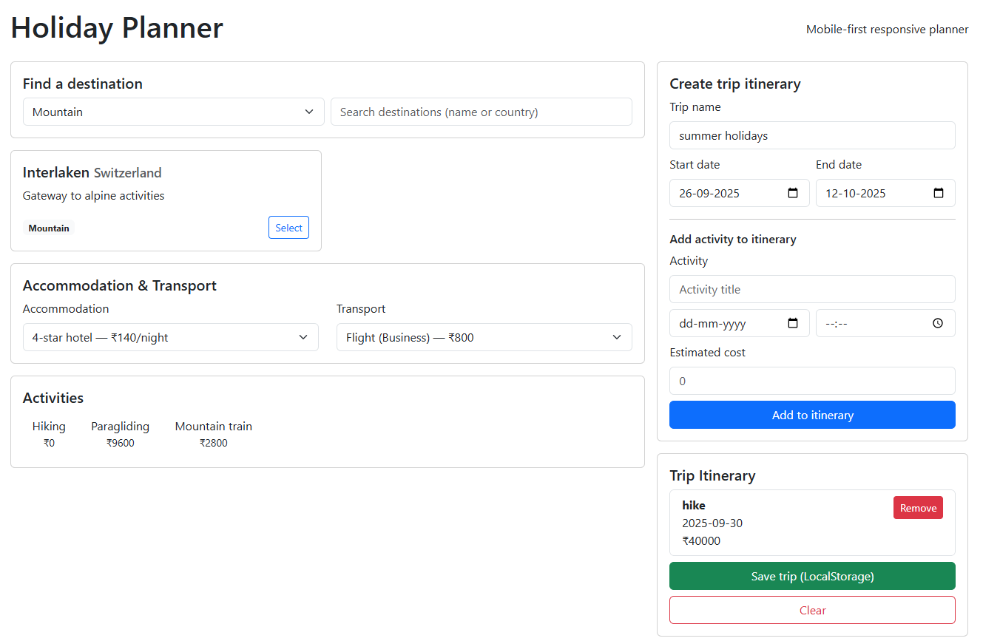 Holiday Planner
Mobile-first responsive planner
Find a destination
Mountain
Search destinations (name or country)
Interlaken Switzerland
Gateway to alpine activities
Mountain
Select
Accommodation & Transport
Accommodation
Transport
4-star hotel — ₹140/night
Flight (Business) — ₹800
Activities
Hiking
₹0
Paragliding
₹9600
Mountain train
₹2800
Create trip itinerary
Trip name
summer holidays
Start date
End date
26-09-2025
12-10-2025
Add activity to itinerary
Activity
Activity title
dd-mm-yyyy
--:--
Estimated cost
0
Add to itinerary
Trip Itinerary
hike
Remove
2025-09-30
₹40000
Save trip (LocalStorage)
Clear